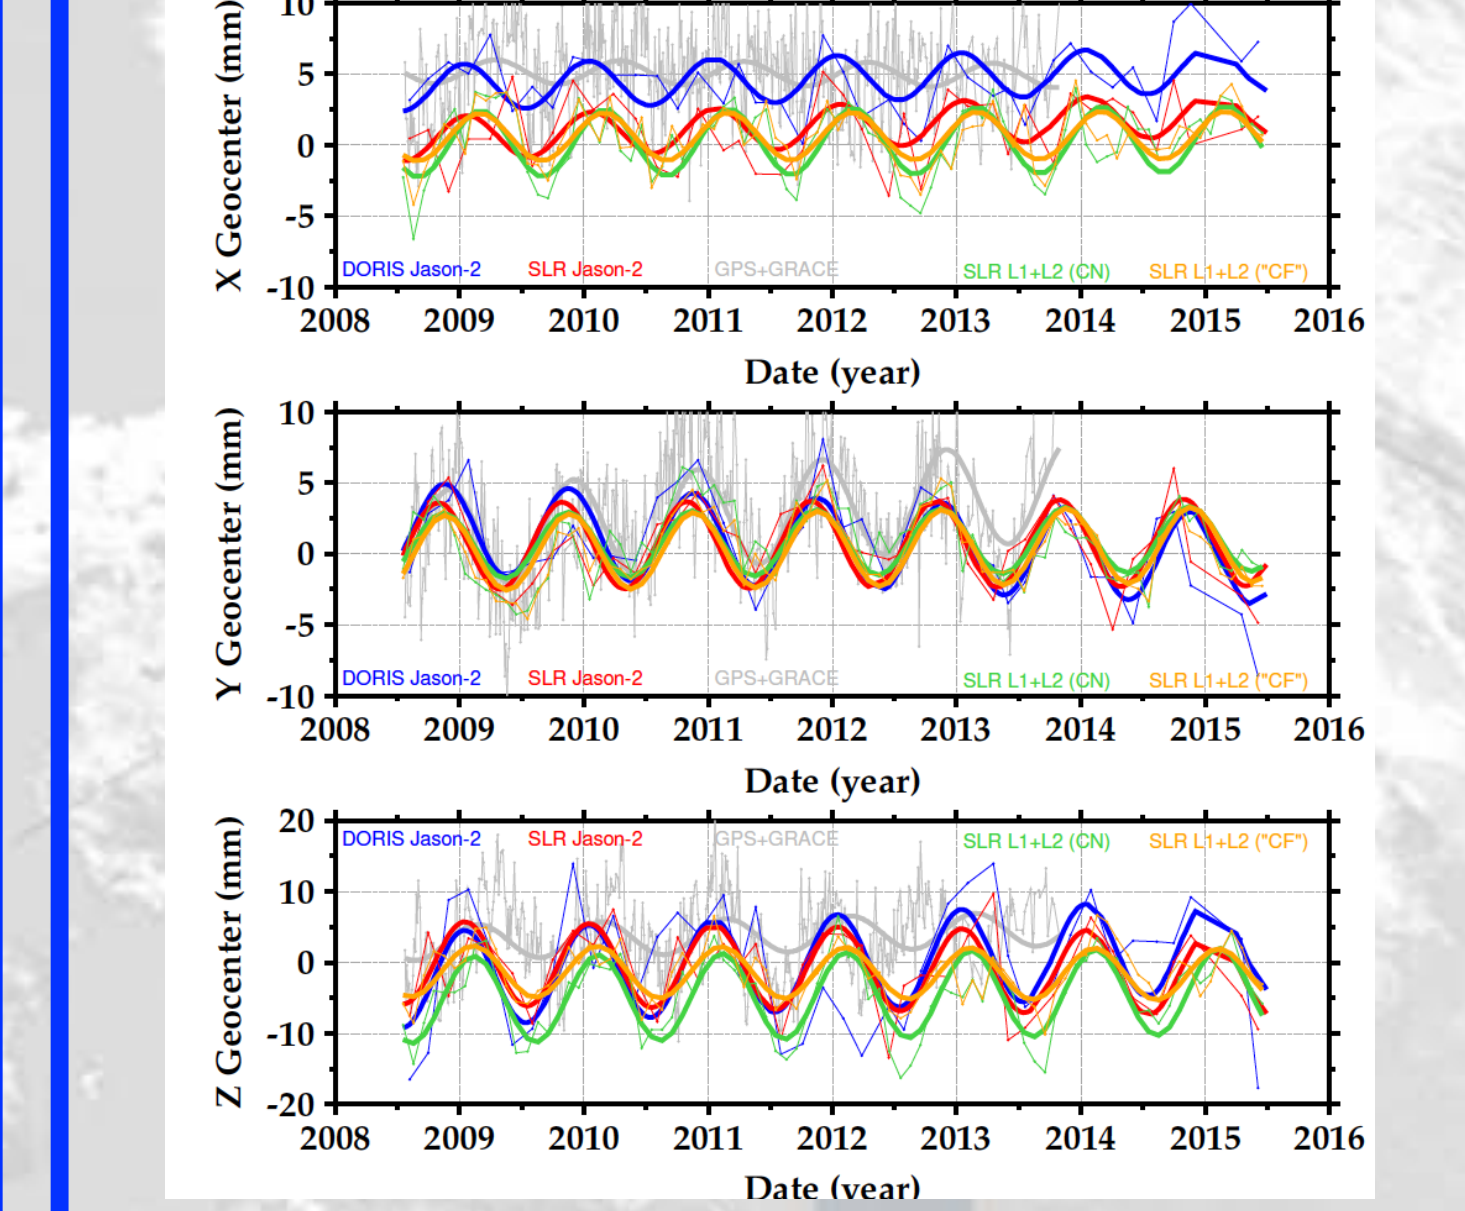 10
5
0
-5
-10
X Geocenter (mm)
DORIS Jason-2 SLR Jason-2 GPS+GRACE SLR L1+L2 (CN) SLR L1+L2 ("CF")
2008 2009 2010 2011 2012 2013 2014 2015 2016
Date (year)
10
5
0
-5
-10
Y Geocenter (mm)
DORIS Jason-2 SLR Jason-2 GPS+GRACE SLR L1+L2 (CN) SLR L1+L2 ("CF")
2008 2009 2010 2011 2012 2013 2014 2015 2016
Date (year)
20
10
0
-10
-20
Z Geocenter (mm)
DORIS Jason-2 SLR Jason-2 GPS+GRACE SLR L1+L2 (CN) SLR L1+L2 ("CF")
2008 2009 2010 2011 2012 2013 2014 2015 2016
Date (year)